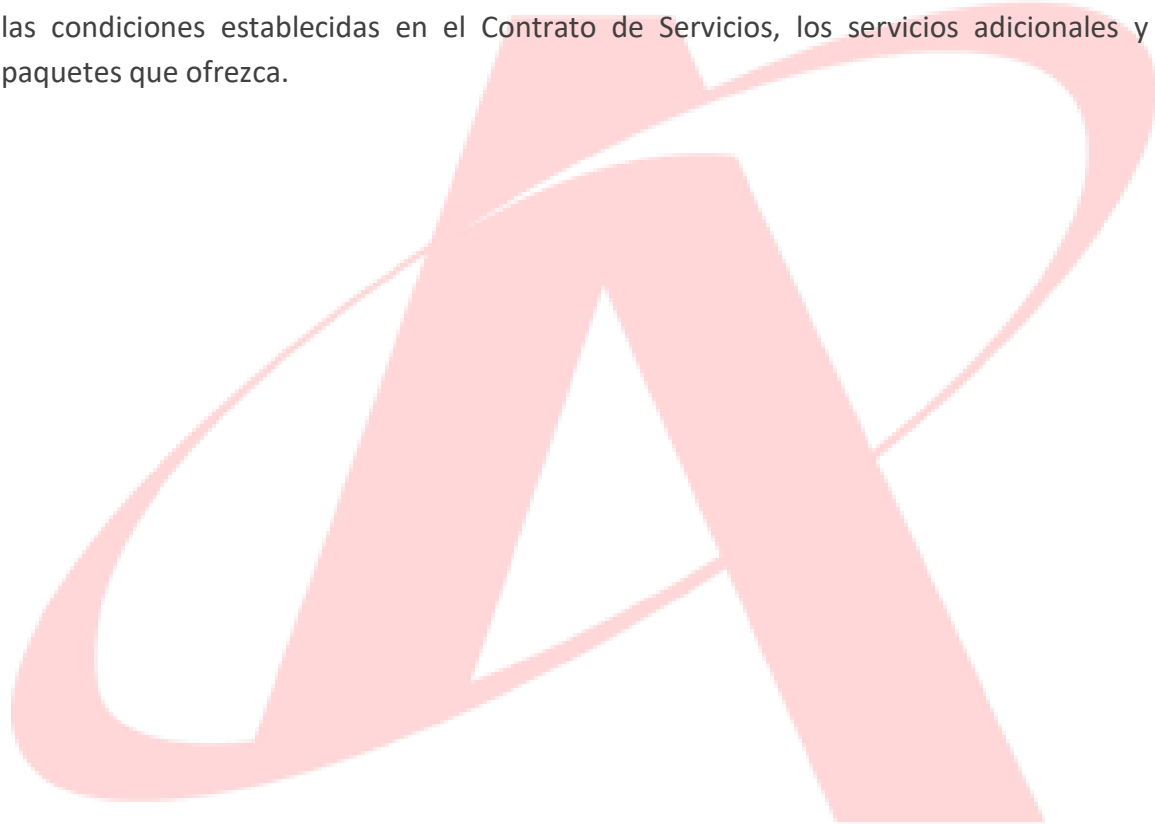 las condiciones establecidas en el Contrato de Servicios, los servicios adicionales y
paquetes que ofrezca.